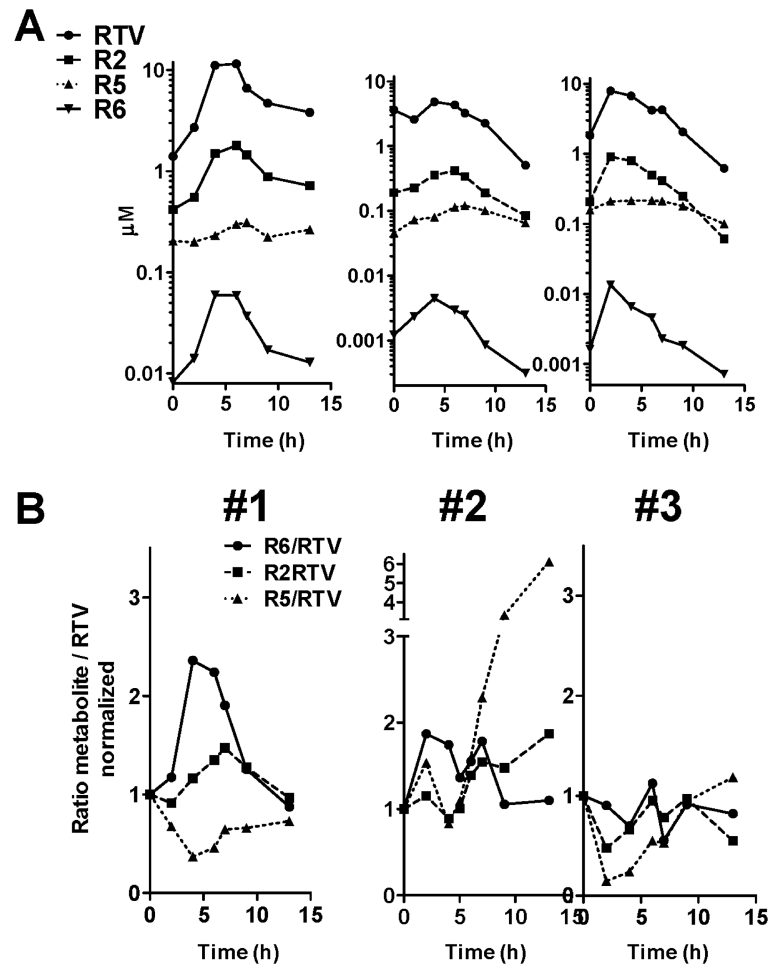 A
RTV
R2
R5
R6
µM
10
1
0.1
0.01
0 5 10 15
Time (h)
10
1
0.1
0.01
0.001
0 5 10 15
Time (h)
10
1
0.1
0.01
0.001
0 5 10 15
Time (h)
B
#1
#2
#3
R6/RTV
R2RTV
R5/RTV
Ratio metabolite / RTV
normalized
3
2
1
0
0 5 10 15
Time (h)
6
5
4
3
2
1
0
0 5 10 15
Time (h)
3
2
1
0
0 5 10 15
Time (h)